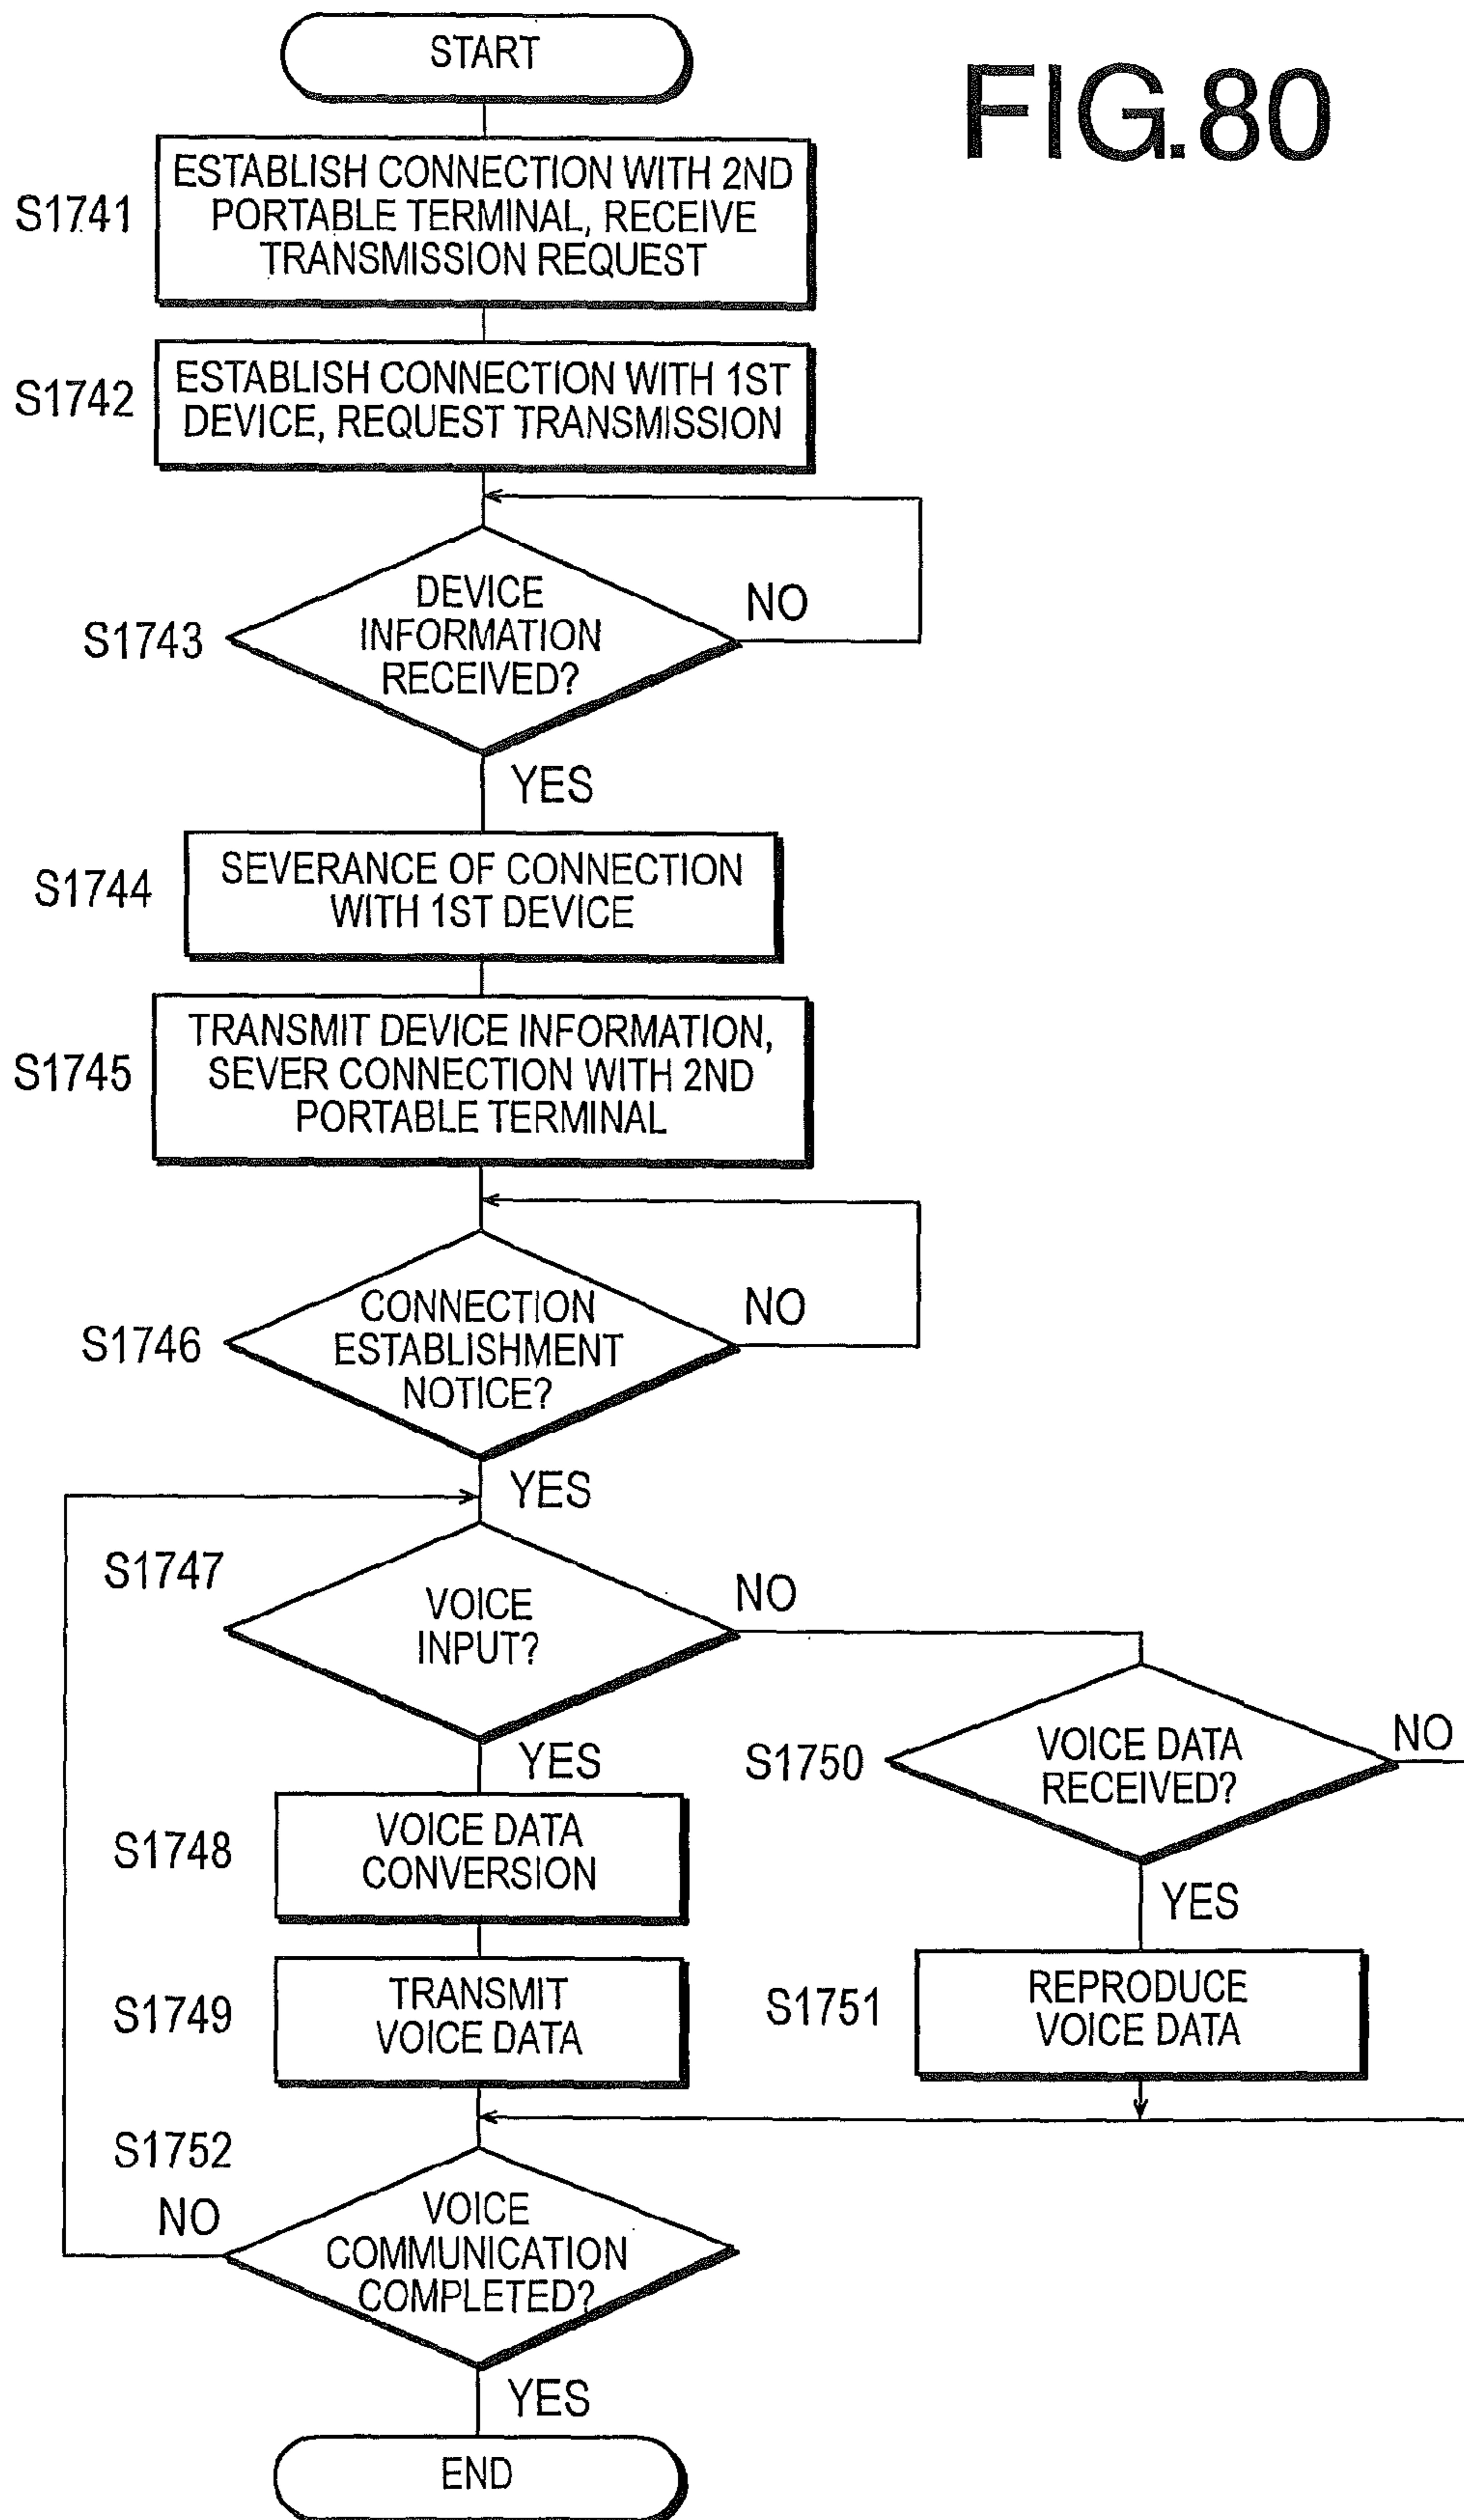 FIG.80
START
S1741
ESTABLISH CONNECTION WITH 2ND
PORTABLE TERMINAL, RECEIVE
TRANSMISSION REQUEST
S1742
ESTABLISH CONNECTION WITH 1ST
DEVICE, REQUEST TRANSMISSION
S1743
DEVICE
INFORMATION
RECEIVED?
NO
YES
S1744
SEVERANCE OF CONNECTION
WITH 1ST DEVICE
S1745
TRANSMIT DEVICE INFORMATION,
SEVER CONNECTION WITH 2ND
PORTABLE TERMINAL
S1746
CONNECTION
ESTABLISHMENT
NOTICE?
NO
YES
S1747
VOICE
INPUT?
NO
YES
S1750
VOICE DATA
RECEIVED?
NO
YES
S1748
VOICE DATA
CONVERSION
S1749
TRANSMIT
VOICE DATA
S1751
REPRODUCE
VOICE DATA
S1752
NO
VOICE
COMMUNICATION
COMPLETED?
YES
END